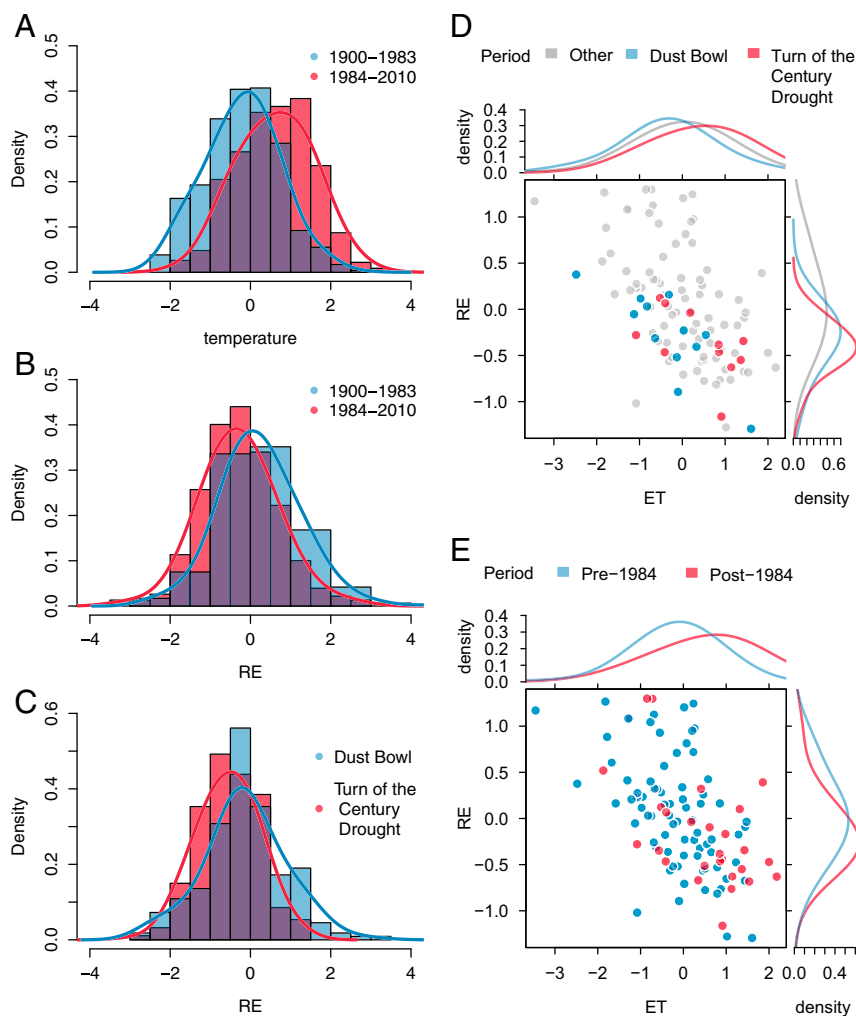 A
0.5
0.4
0.3
0.2
0.1
0.0
Density
1900−1983
1984−2010
−4 −2 0 2 4
temperature
B
0.5
0.4
0.3
0.2
0.1
0.0
Density
1900−1983
1984−2010
−4 −2 0 2 4
RE
C
0.6
0.4
0.2
0.0
Density
Dust Bowl
Turn of the
Century
Drought
−4 −2 0 2 4
RE
D
Period Other Dust Bowl Turn of the
Century
Drought
density
0.4
0.3
0.2
0.1
0.0
RE
1.0
0.5
0.0
−0.5
−1.0
−3 −2 −1 0 1 2
ET
0.0 0.6
density
E
Period Pre−1984 Post−1984
density
0.4
0.3
0.2
0.1
0.0
RE
1.0
0.5
0.0
−0.5
−1.0
−3 −2 −1 0 1 2
ET
0.0 0.4
density